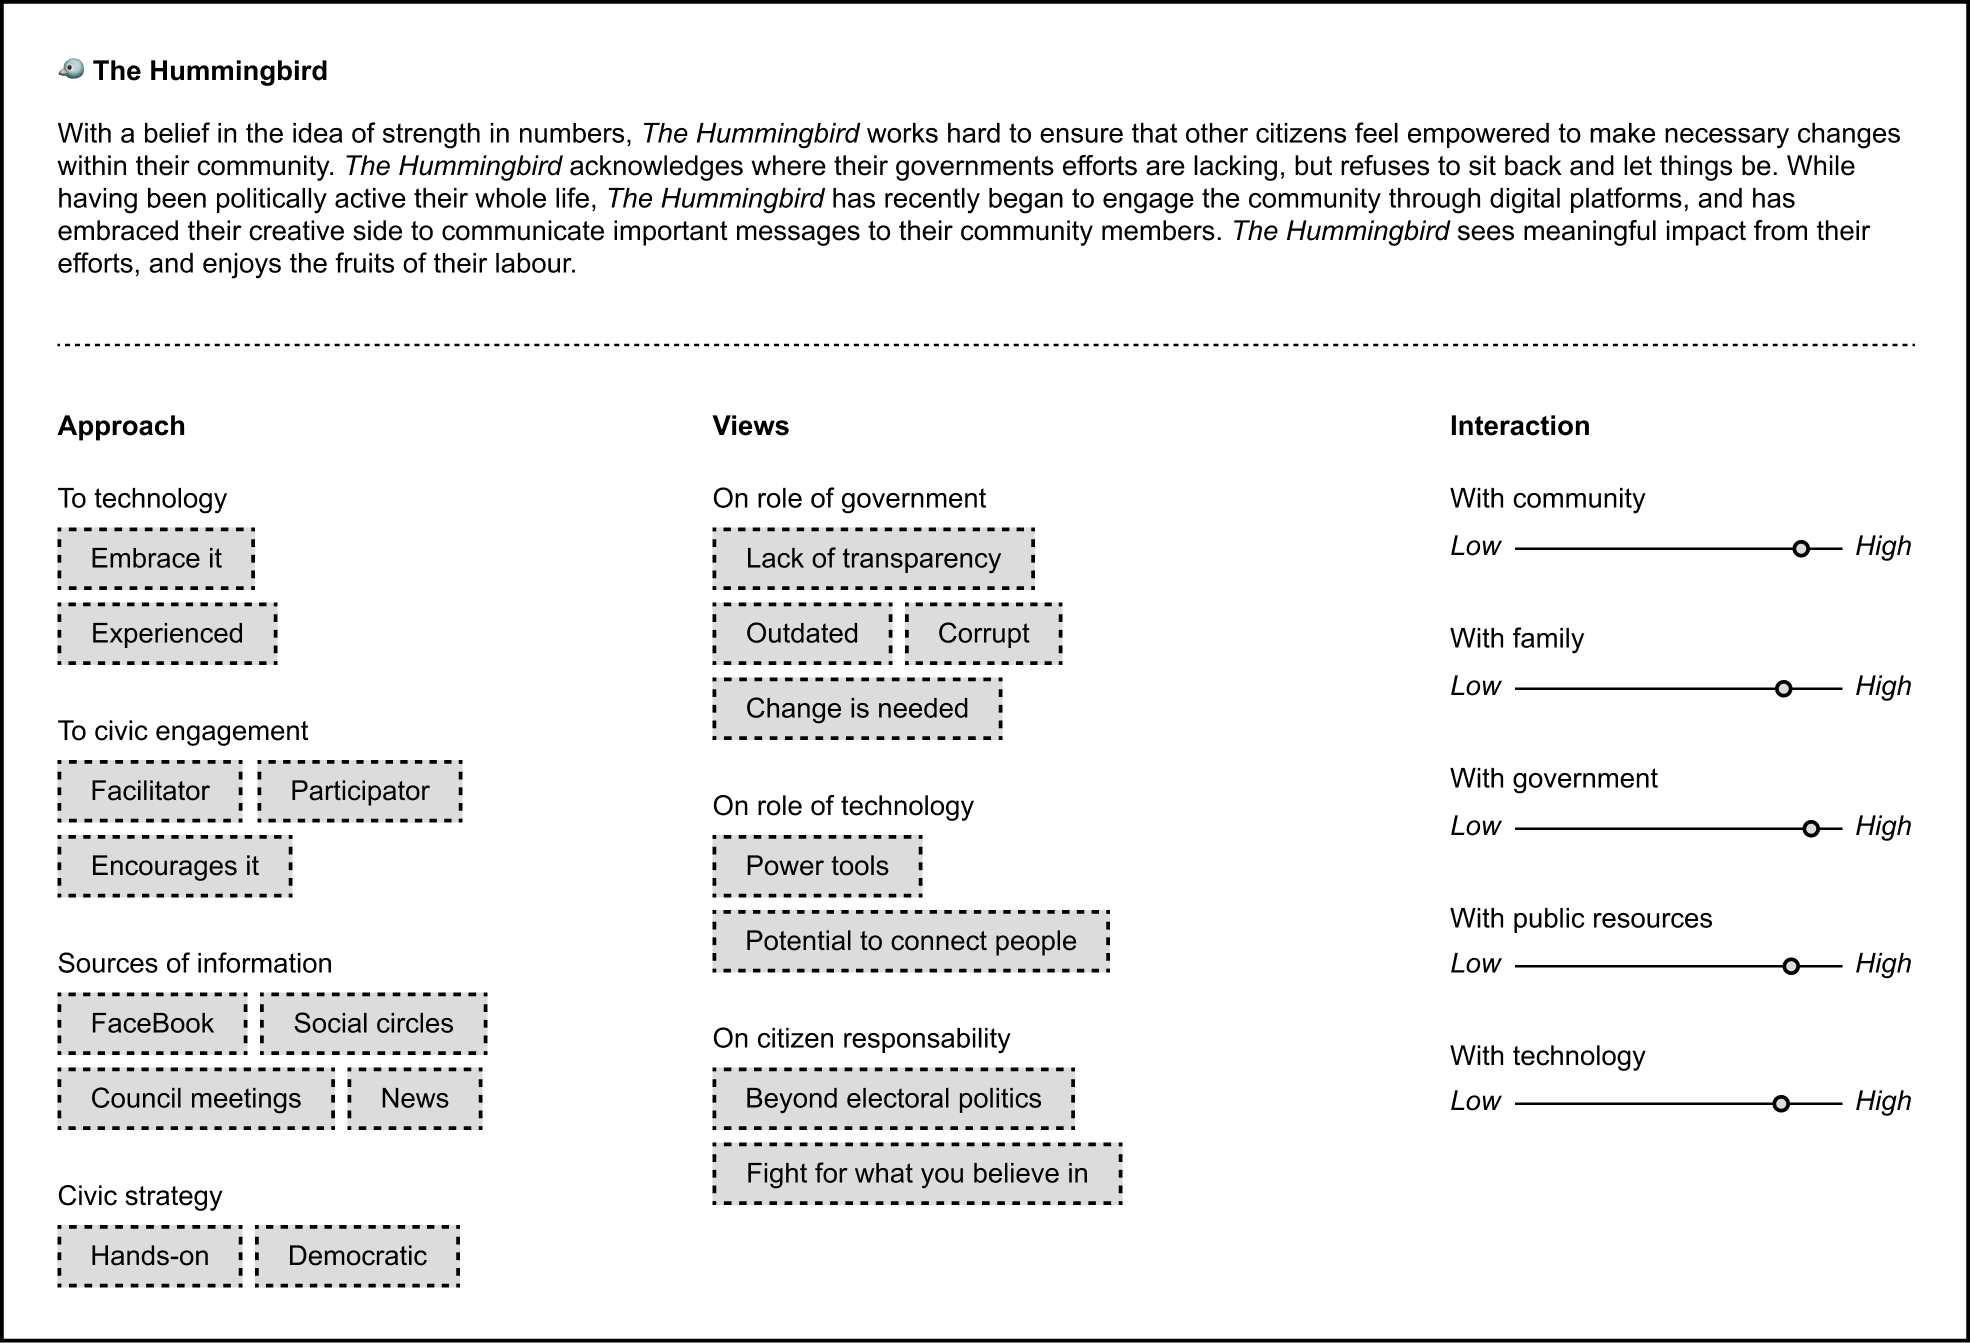 The Hummingbird
With a belief in the idea of strength in numbers, The Hummingbird works hard to ensure that other citizens feel empowered to make necessary changes
within their community. The Hummingbird acknowledges where their governments efforts are lacking, but refuses to sit back and let things be. While
having been politically active their whole life, The Hummingbird has recently began to engage the community through digital platforms, and has
embraced their creative side to communicate important messages to their community members. The Hummingbird sees meaningful impact from their
efforts, and enjoys the fruits of their labour.
Approach
To technology
Embrace it
Experienced
To civic engagement
Facilitator Participator
Encourages it
Sources of information
FaceBook Social circles
Council meetings News
Civic strategy
Hands-on Democratic
Views
On role of government
Lack of transparency
Outdated Corrupt
Change is needed
On role of technology
Power tools
Potential to connect people
On citizen responsability
Beyond electoral politics
Fight for what you believe in
Interaction
With community
Low High
With family
Low High
With government
Low High
With public resources
Low High
With technology
Low High